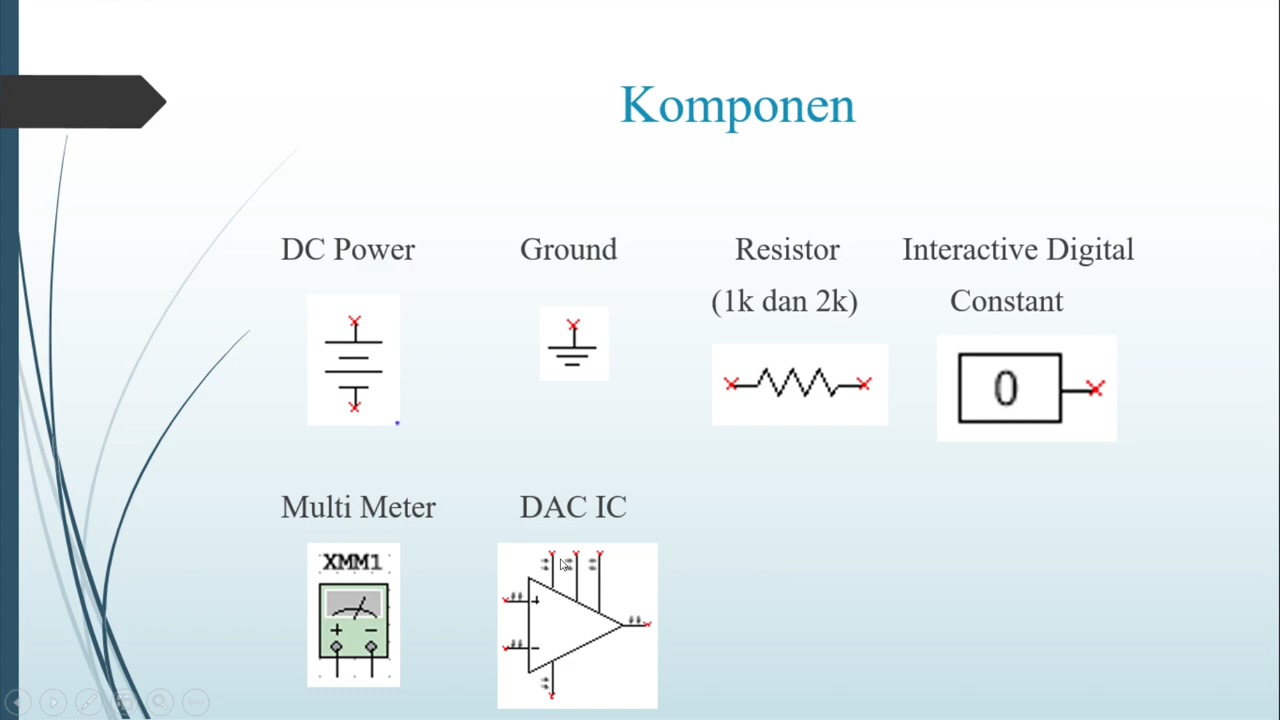 Komponen
DC Power
Ground
Resistor
(1k dan 2k)
Interactive Digital
Constant
0
Multi Meter
DAC IC
XMM1
+ −
+
−